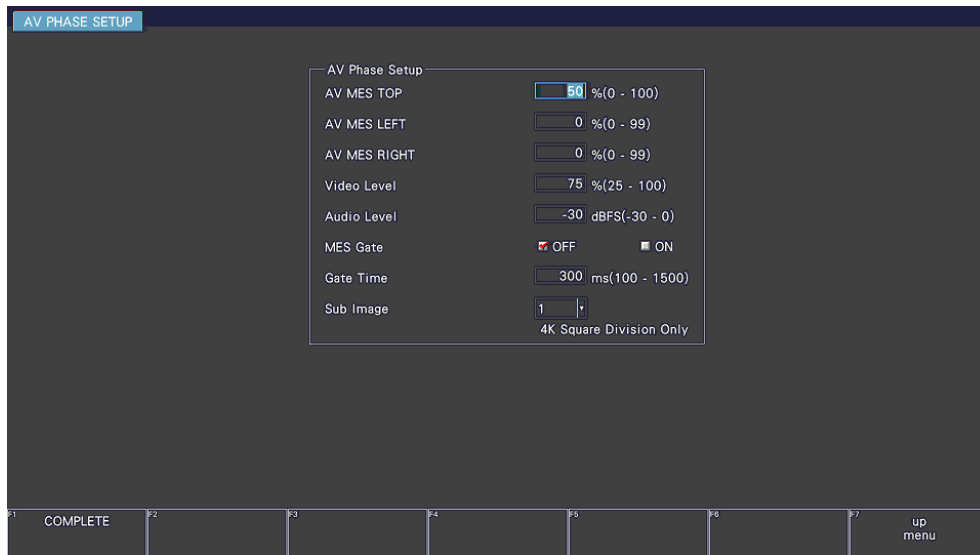 AV PHASE SETUP
AV Phase Setup
AV MES TOP 50 %(0 - 100)
AV MES LEFT 0 %(0 - 99)
AV MES RIGHT 0 %(0 - 99)
Video Level 75 %(25 - 100)
Audio Level -30 dBFS(-30 - 0)
MES Gate OFF ON
Gate Time 300 ms(100 - 1500)
Sub Image 1
4K Square Division Only
F1 COMPLETE F2 F3 F4 F5 F6 F7 up
menu